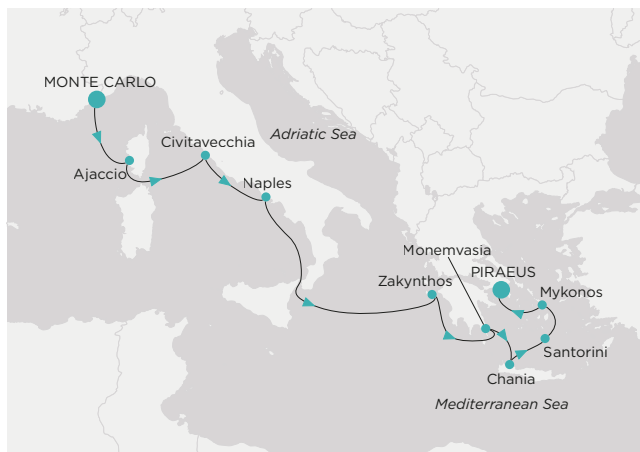 MONTE CARLO
Civitavecchia
Adriatic Sea
Ajaccio
Naples
Monemvasia
PIRAEUS
Zakynthos
Mykonos
Santorini
Chania
Mediterranean Sea